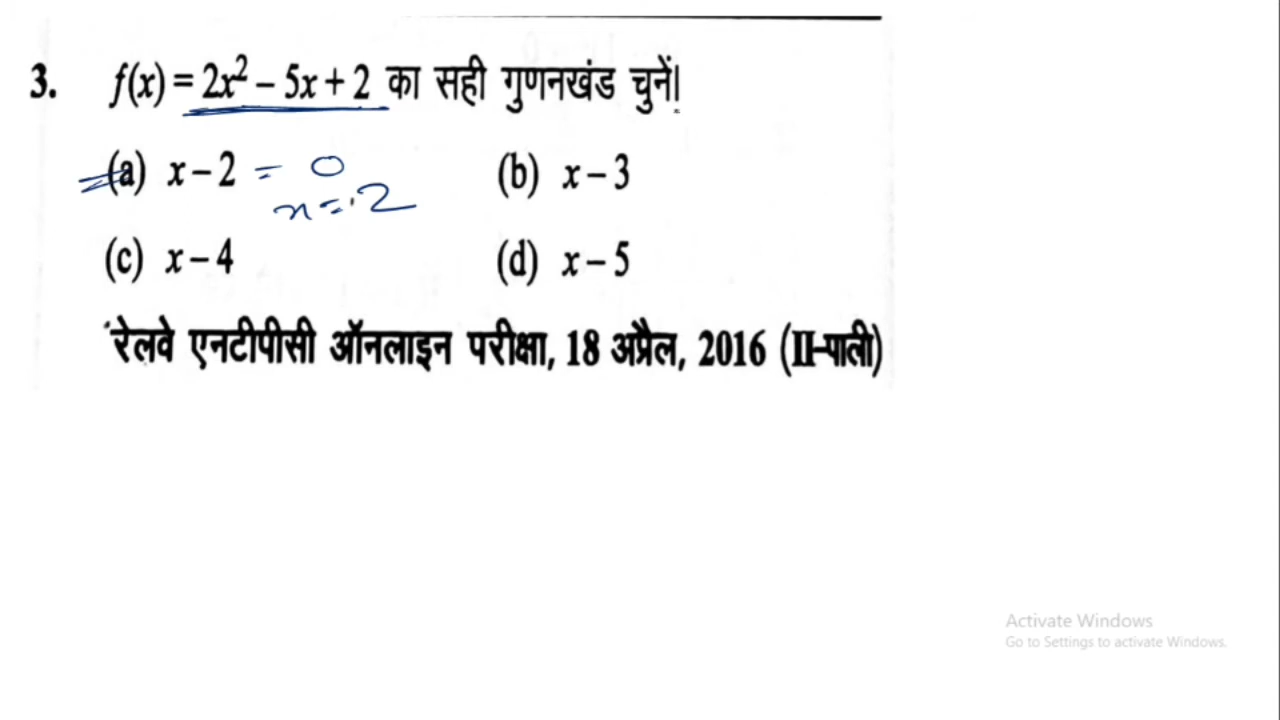 3. f(x) = 2x² – 5x + 2 का सही गुणनखंड चुनें।
(a) x – 2 = 0 (b) x – 3
x = 2
(c) x – 4 (d) x – 5
रेलवे एनटीपीसी ऑनलाइन परीक्षा, 18 अप्रैल, 2016 (II-पाली)
Activate Windows
Go to Settings to activate Windows.